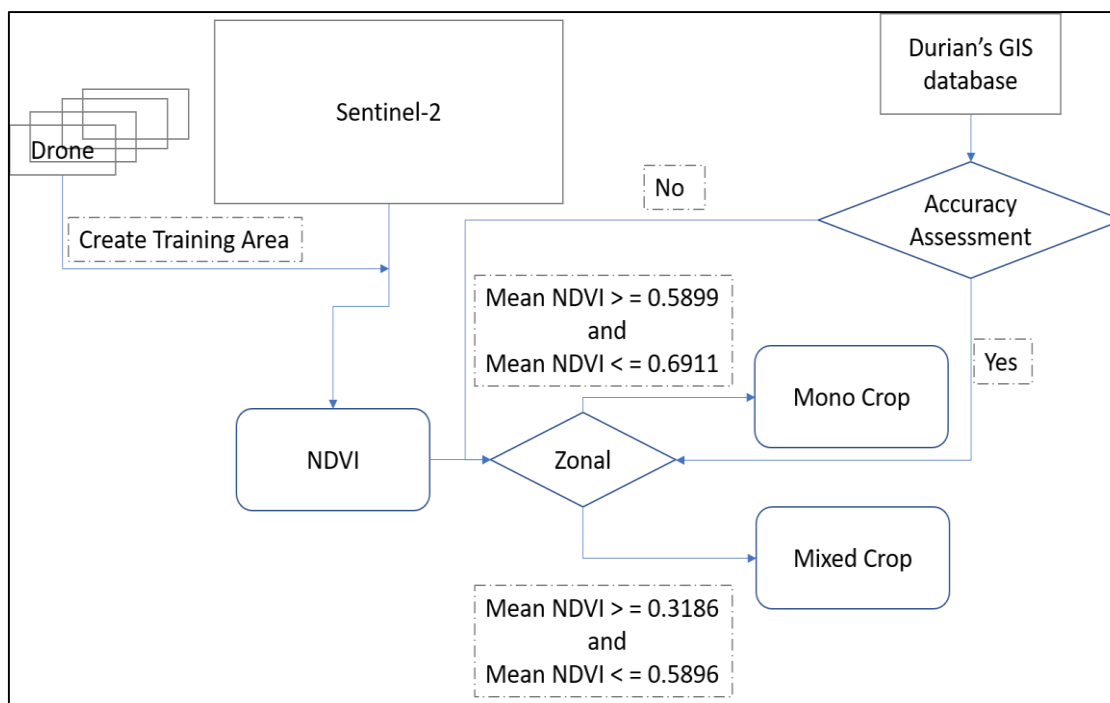 Durian's GIS
database
Sentinel-2
Drone
No
Accuracy
Assessment
Create Training Area
Mean NDVI > = 0.5899
and
Mean NDVI < = 0.6911
Yes
Mono Crop
NDVI
Zonal
Mixed Crop
Mean NDVI > = 0.3186
and
Mean NDVI < = 0.5896